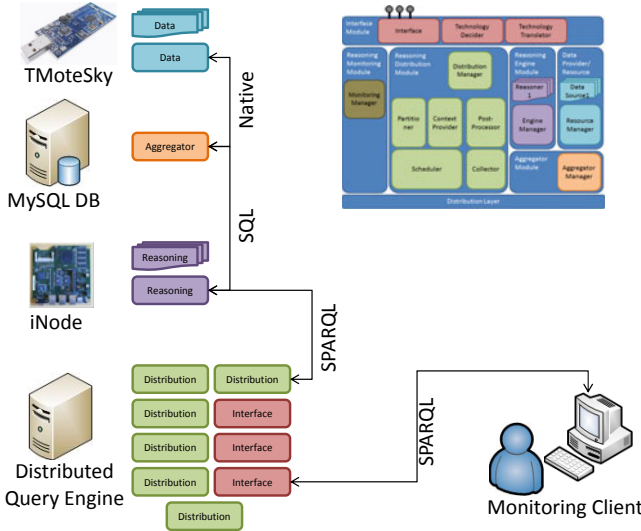 Data
Data
TMoteSky
Native
Aggregator
MySQL DB
SQL
Reasoning
Reasoning
iNode
SPARQL
Distribution
Distribution
Distribution
Interface
Distribution
Interface
Distribution
Interface
Distribution
Distributed
Query Engine
SPARQL
Monitoring Client
Interface
Module
Interface
Technology
Decider
Technology
Translator
Reasoning
Monitoring
Module
Monitoring
Manager
Reasoning
Distribution
Module
Distribution
Manager
Partitio
ner
Context
Provider
Post-
Processor
Scheduler
Collector
Reasoning
Engine
Module
Reasoner
1
Engine
Manager
Data
Provider/
Resource
Data
Source1
Resource
Manager
Aggregator
Module
Aggregator
Manager
Distribution Layer